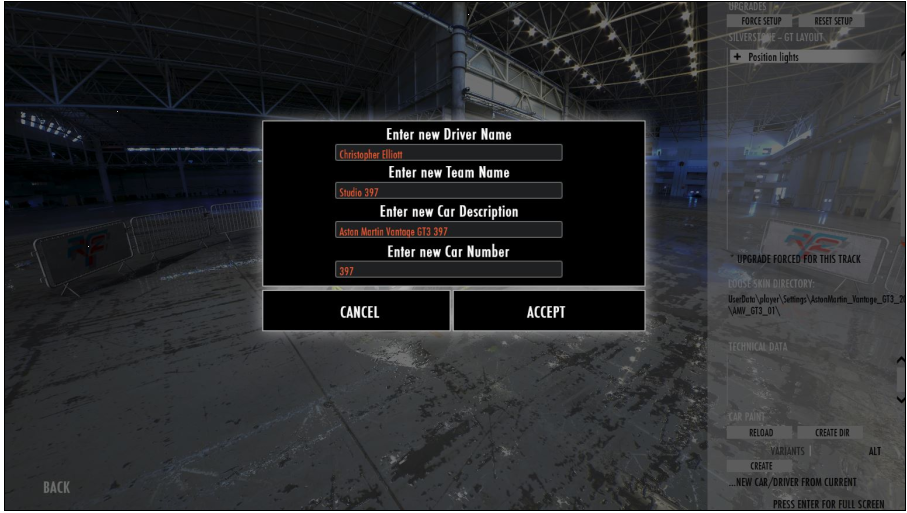 UPGRADES
FORCE SETUP RESET SETUP
SILVERSTONE – GT LAYOUT
+ Position lights
Enter new Driver Name
Christopher Elliott
Enter new Team Name
Studio 397
Enter new Car Description
Aston Martin Vantage GT3 397
Enter new Car Number
397
CANCEL ACCEPT
* UPGRADE FORCED FOR THIS TRACK
LOOSE SKIN DIRECTORY:
UserData\player\Settings\AstonMartin_Vantage_GT3_20
\AMV_GT3_01\
TECHNICAL DATA
CAR PAINT
RELOAD CREATE DIR
VARIANTS ALT
CREATE
...NEW CAR/DRIVER FROM CURRENT
BACK
PRESS ENTER FOR FULL SCREEN